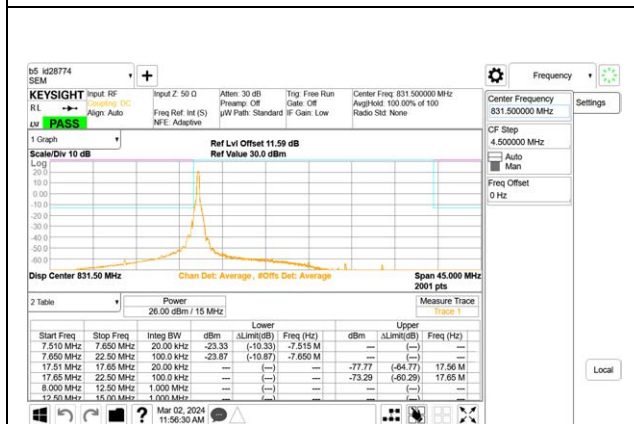 b5 id28774
SEM
Frequency
KEYSIGHT Input: RF Input Z: 50 Ω Atten: 30 dB Trig: Free Run Center Freq: 831.500000 MHz
Coupling: DC Preamp: Off Gate: Off Avg|Hold: 100.00% of 100
RL Align: Auto Freq Ref: Int (S) µW Path: Standard IF Gain: Low Radio Std: None
NFE: Adaptive
PASS
Center Frequency
831.500000 MHz
Settings
CF Step
4.500000 MHz
Auto
Man
Freq Offset
0 Hz
1 Graph
Scale/Div 10 dB
Ref Lvl Offset 11.59 dB
Ref Value 30.0 dBm
Log
20.0
10.0
0.00
-10.0
-20.0
-30.0
-40.0
-50.0
-60.0
Disp Center 831.50 MHz
Chan Det: Average, #Offs Det: Average
Span 45.000 MHz
2001 pts
2 Table
Power
26.00 dBm / 15 MHz
Measure Trace
Trace 1
Lower Upper
Start Freq Stop Freq Integ BW dBm ΔLimit(dB) Freq (Hz) dBm ΔLimit(dB) Freq (Hz)
7.510 MHz 7.650 MHz 20.00 kHz -23.33 (-10.33) -7.515 M --- (---) ---
7.650 MHz 22.50 MHz 100.0 kHz -23.87 (-10.87) -7.650 M --- (---) ---
17.51 MHz 17.65 MHz 20.00 kHz --- (---) --- -77.77 (-64.77) 17.56 M
17.65 MHz 22.50 MHz 100.0 kHz --- (---) --- -73.29 (-60.29) 17.65 M
8.000 MHz 12.50 MHz 1.000 MHz --- (---) --- --- (---) ---
12.50 MHz 15.00 MHz 1.000 MHz --- (---) --- --- (---) ---
Local
Mar 02, 2024
11:56:30 AM